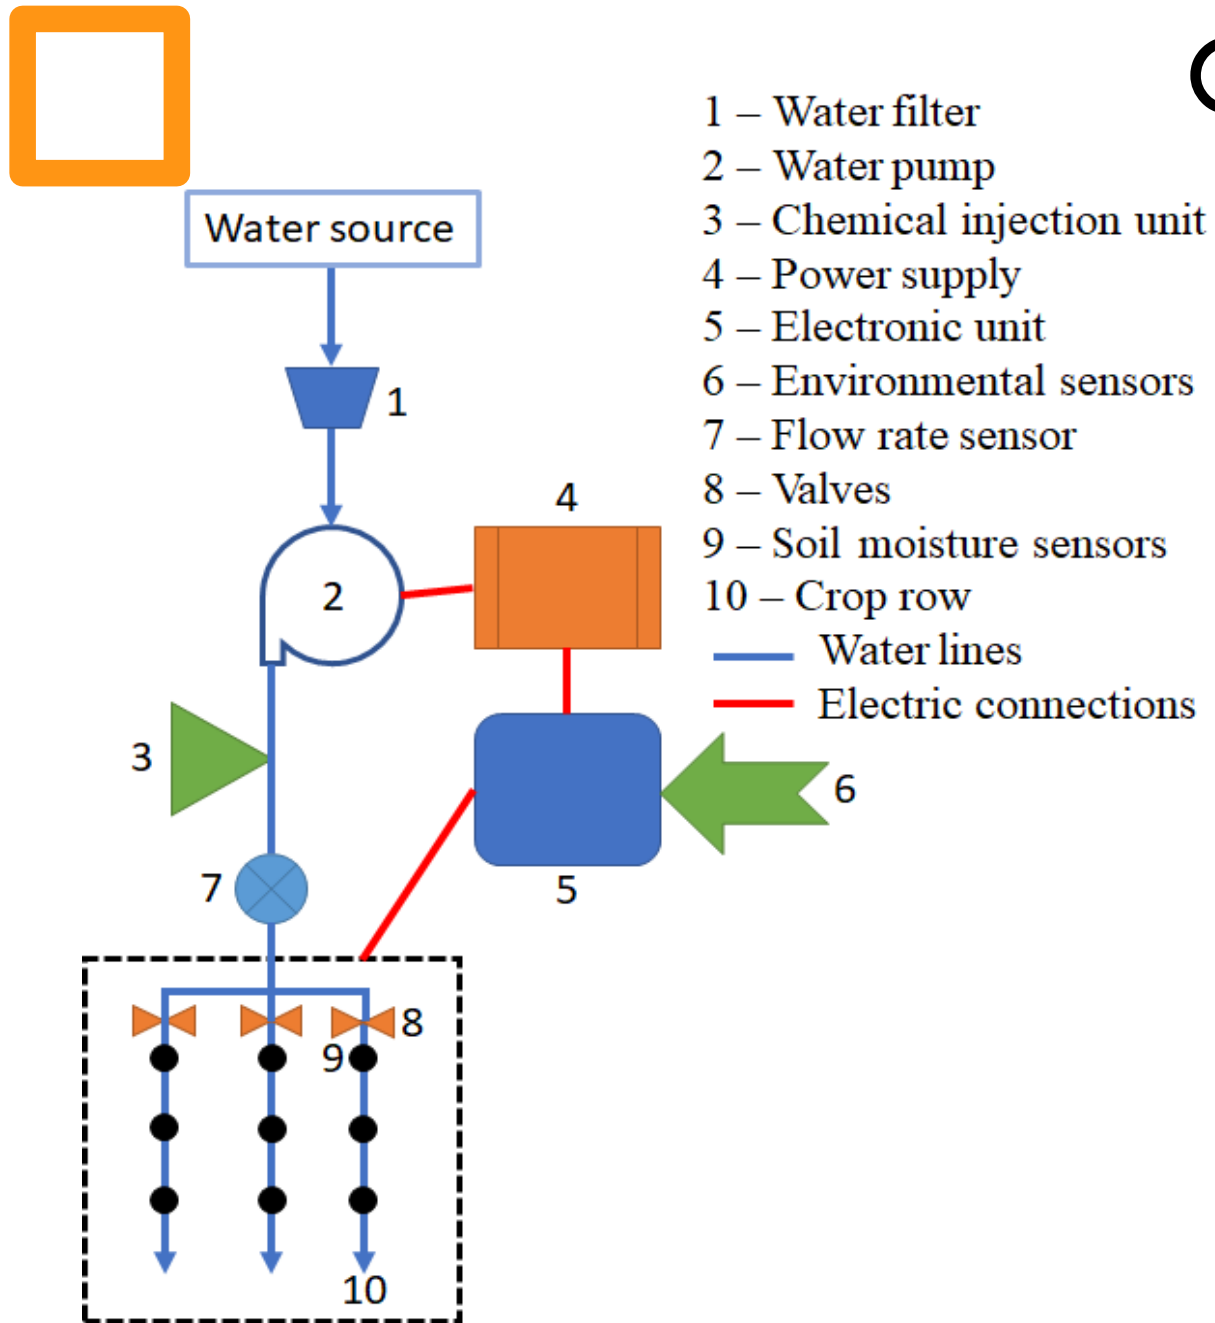 Water source
1 – Water filter
2 – Water pump
3 – Chemical injection unit
4 – Power supply
5 – Electronic unit
6 – Environmental sensors
7 – Flow rate sensor
8 – Valves
9 – Soil moisture sensors
10 – Crop row
Water lines
Electric connections
1
4
2
3
6
7
5
8
9
10